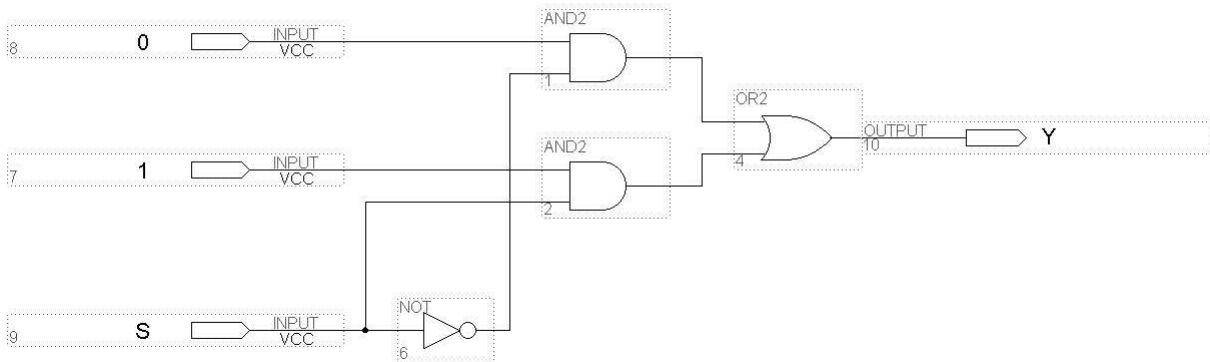 AND2
0
INPUT
VCC
8
1
OR2
OUTPUT
Y
10
4
AND2
1
INPUT
VCC
7
2
NOT
S
INPUT
VCC
9
6